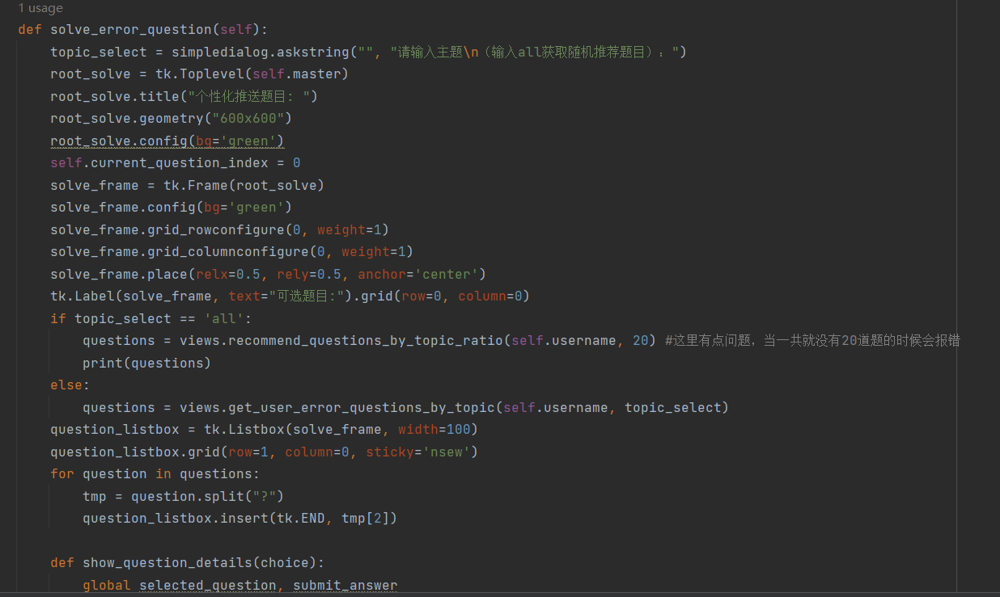 1 usage
def solve_error_question(self):
    topic_select = simpledialog.askstring("", "请输入主题\n（输入all获取随机推荐题目）：")
    root_solve = tk.Toplevel(self.master)
    root_solve.title("个性化推送题目: ")
    root_solve.geometry("600x600")
    root_solve.config(bg='green')
    self.current_question_index = 0
    solve_frame = tk.Frame(root_solve)
    solve_frame.config(bg='green')
    solve_frame.grid_rowconfigure(0, weight=1)
    solve_frame.grid_columnconfigure(0, weight=1)
    solve_frame.place(relx=0.5, rely=0.5, anchor='center')
    tk.Label(solve_frame, text="可选题目:").grid(row=0, column=0)
    if topic_select == 'all':
        questions = views.recommend_questions_by_topic_ratio(self.username, 20) #这里有点问题，当一共就没有20道题的时候会报错
        print(questions)
    else:
        questions = views.get_user_error_questions_by_topic(self.username, topic_select)
    question_listbox = tk.Listbox(solve_frame, width=100)
    question_listbox.grid(row=1, column=0, sticky='nsew')
    for question in questions:
        tmp = question.split("?")
        question_listbox.insert(tk.END, tmp[2])
    def show_question_details(choice):
        global selected_question, submit_answer